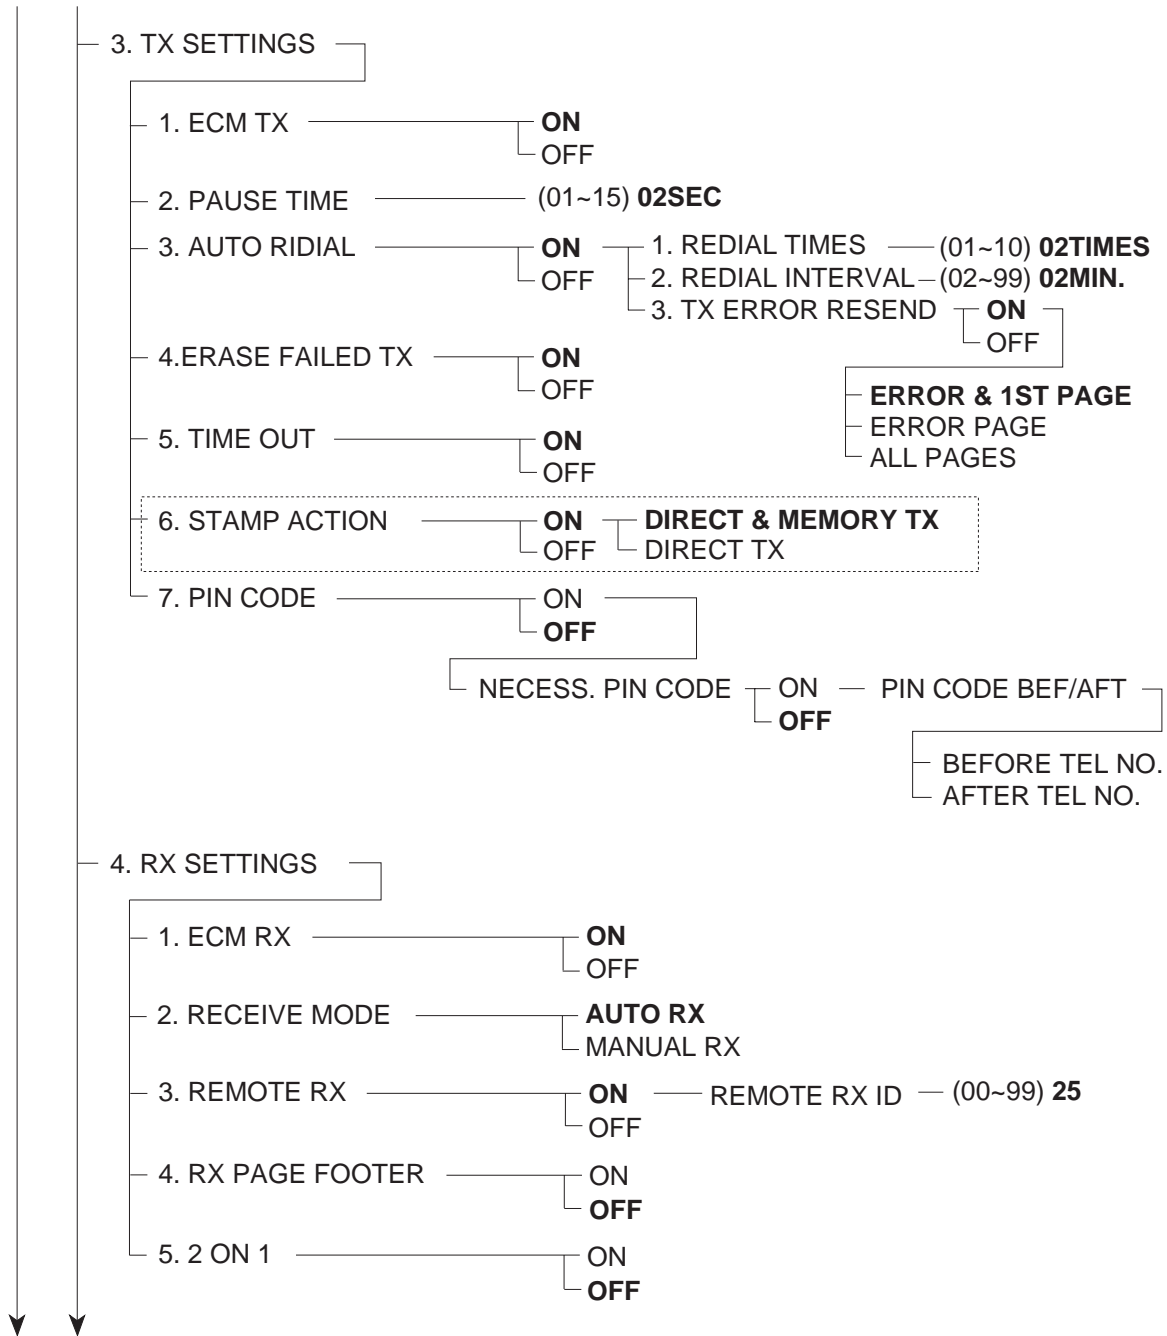 3. TX SETTINGS
1. ECM TX ON
OFF
2. PAUSE TIME (01~15) 02SEC
3. AUTO RIDIAL ON 1. REDIAL TIMES (01~10) 02TIMES
OFF 2. REDIAL INTERVAL (02~99) 02MIN.
3. TX ERROR RESEND ON
OFF
4.ERASE FAILED TX ON
OFF
ERROR & 1ST PAGE
ERROR PAGE
ALL PAGES
5. TIME OUT ON
OFF
6. STAMP ACTION ON DIRECT & MEMORY TX
OFF DIRECT TX
7. PIN CODE ON
OFF
NECESS. PIN CODE ON PIN CODE BEF/AFT
OFF
BEFORE TEL NO.
AFTER TEL NO.
4. RX SETTINGS
1. ECM RX ON
OFF
2. RECEIVE MODE AUTO RX
MANUAL RX
3. REMOTE RX ON REMOTE RX ID (00~99) 25
OFF
4. RX PAGE FOOTER ON
OFF
5. 2 ON 1 ON
OFF